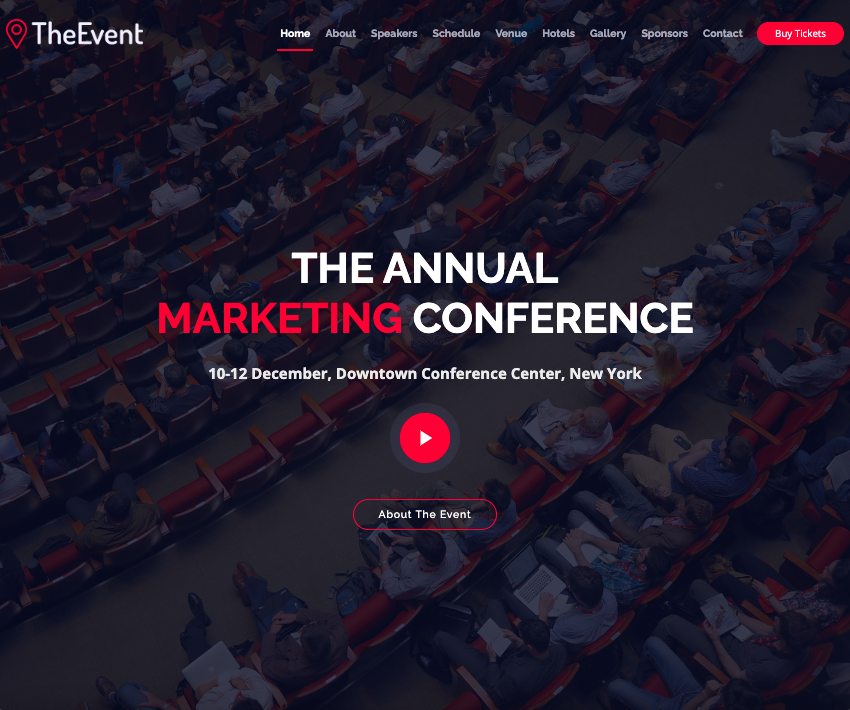 TheEvent
Home About Speakers Schedule Venue Hotels Gallery Sponsors Contact Buy Tickets
THE ANNUAL
MARKETING CONFERENCE
10-12 December, Downtown Conference Center, New York
About The Event